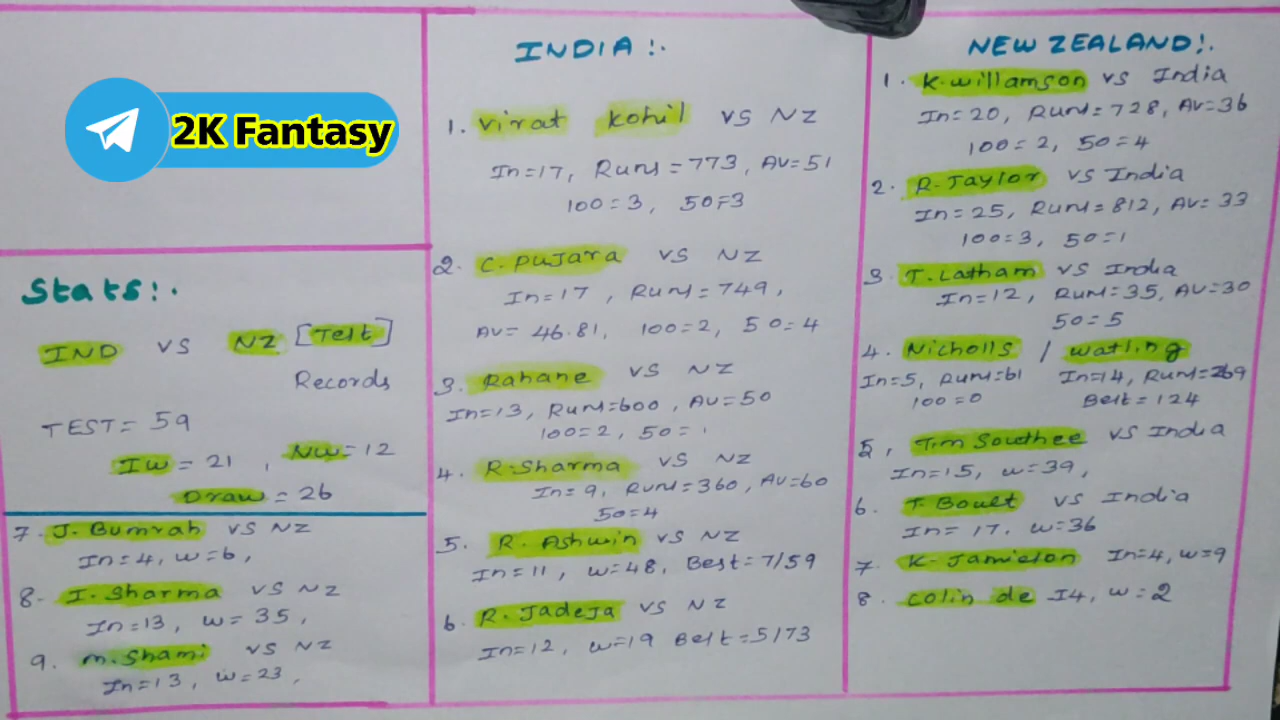 2K Fantasy
Stats:.
IND VS NZ [Test]
Records
TEST = 59
IW = 21, NW = 12
Draw = 26
7. J. Bumrah VS NZ
In=4, w=6,
8. I. Sharma VS NZ
In=13, w=35,
9. M. Shami VS NZ
In=13, w=23,
INDIA:.
1. Virat Kohil VS NZ
In=17, Runs=773, Av=51
100=3, 50=3
2. C. Pujara VS NZ
In=17, Runs=749,
Av= 46.81, 100=2, 50=4
3. Rahane VS NZ
In=13, Runs=600, Av=50
100=2, 50=
4. R. Sharma VS NZ
In=9, Runs=360, Av=60
50=4
5. R. Ashwin VS NZ
In=11, w=48, Best=7/59
6. R. Jadeja VS NZ
In=12, w=19 Best=5/73
NEW ZEALAND:.
1. K. Willamson vs India
In=20, Runs=728, Av=36
100=2, 50=4
2. R. Taylor vs India
In=25, Runs=812, Av=33
100=3, 50=1
3 T. Latham vs India
In=12, Runs=35, Av=30
50=5
4. Nicholls / Watling
In=5, Runs=61 In=14, Runs=269
100=0 Best=124
5, Tim Southee vs India
In=15, w=39,
6. T. Boult vs India
In= 17, w=36
7. K. Jamieson In=4, w=9
8. Colin de I4, w=2